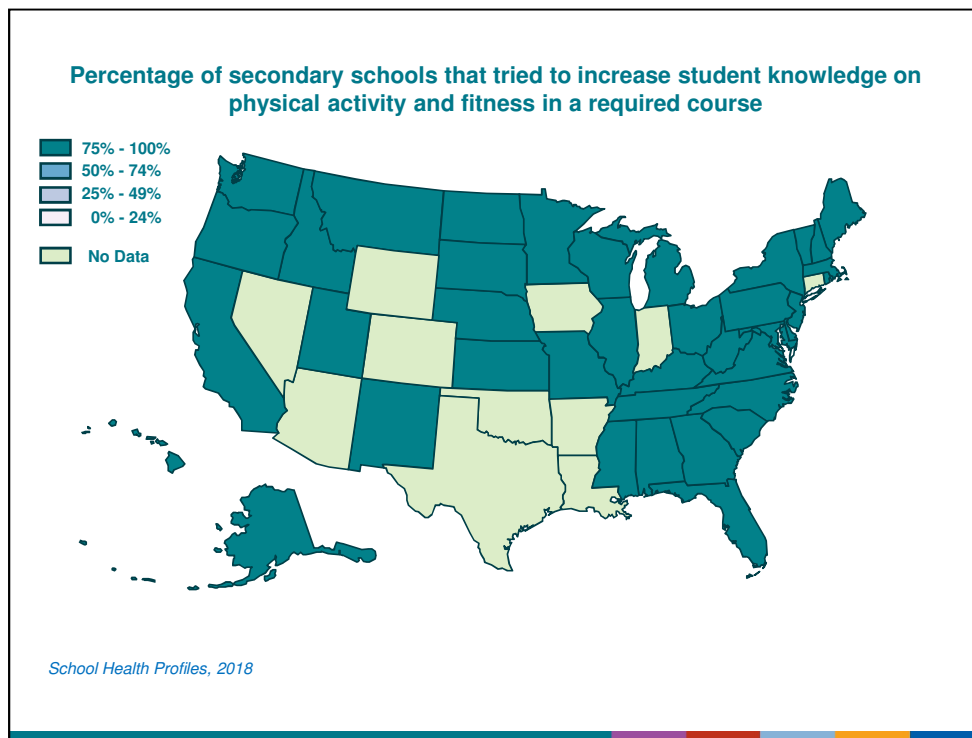 Percentage of secondary schools that tried to increase student knowledge on
physical activity and fitness in a required course
75% - 100%
50% - 74%
25% - 49%
0% - 24%
No Data
School Health Profiles, 2018